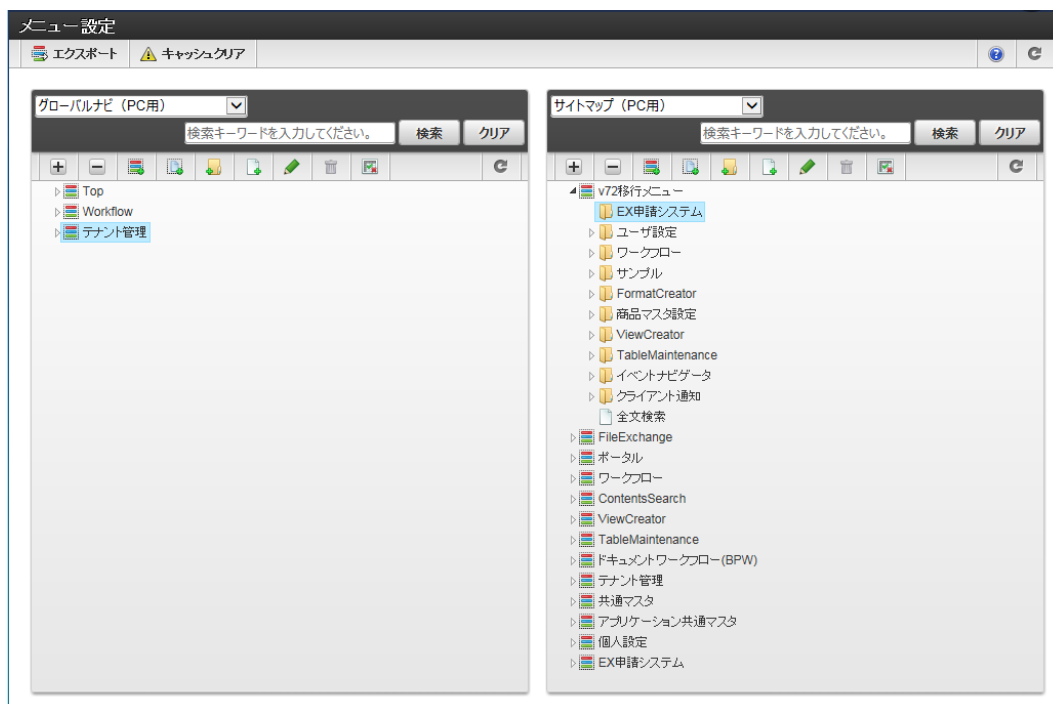 メニュー設定
エクスポート
キャッシュクリア
グローバルナビ（PC用）
検索キーワードを入力してください。
検索
クリア
Top
Workflow
テナント管理
サイトマップ（PC用）
検索キーワードを入力してください。
検索
クリア
v72移行メニュー
EX申請システム
ユーザ設定
ワークフロー
サンプル
FormatCreator
商品マスタ設定
ViewCreator
TableMaintenance
イベントナビゲータ
クライアント通知
全文検索
FileExchange
ポータル
ワークフロー
ContentsSearch
ViewCreator
TableMaintenance
ドキュメントワークフロー(BPW)
テナント管理
共通マスタ
アプリケーション共通マスタ
個人設定
EX申請システム